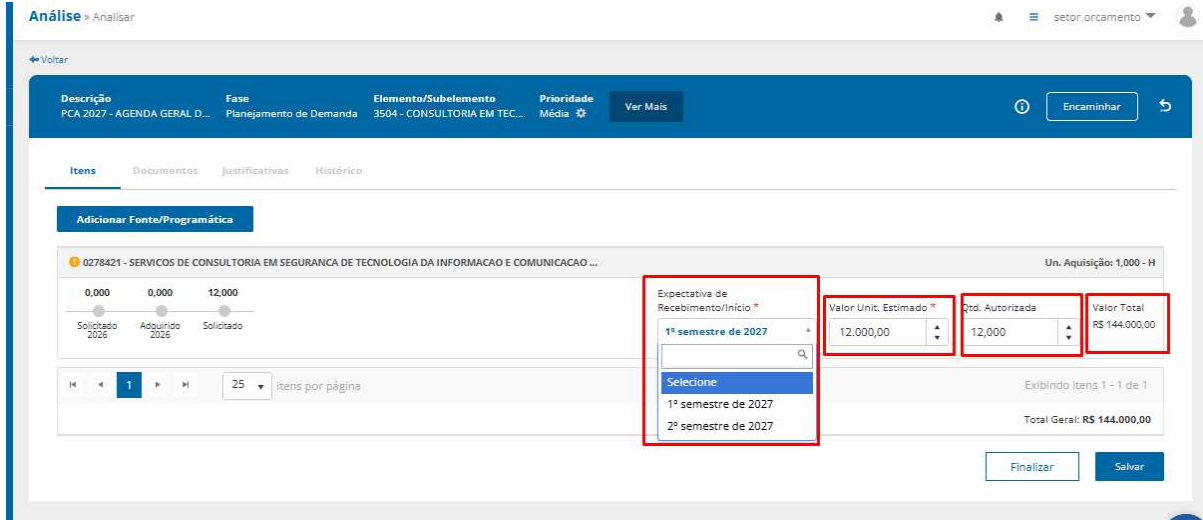 Análise » Analisar
setor.orcamento
Voltar
Descrição Fase Elemento/Subelemento Prioridade
PCA 2027 - AGENDA GERAL D... Planejamento de Demanda 3504 - CONSULTORIA EM TEC... Média
Ver Mais
Encaminhar
Itens Documentos Justificativas Histórico
Adicionar Fonte/Programática
0278421 - SERVICOS DE CONSULTORIA EM SEGURANCA DE TECNOLOGIA DA INFORMACAO E COMUNICACAO ... Un. Aquisição: 1,000 - H
0,000 0,000 12,000
Solicitado Adquirido Solicitado
2026 2026
Expectativa de
Recebimento/Início *
1º semestre de 2027
Selecione
1º semestre de 2027
2º semestre de 2027
Valor Unit. Estimado *
12.000,00
Qtd. Autorizada
12,000
Valor Total
R$ 144.000,00
1 25 itens por página
Exibindo itens 1 - 1 de 1
Total Geral: R$ 144.000,00
Finalizar Salvar